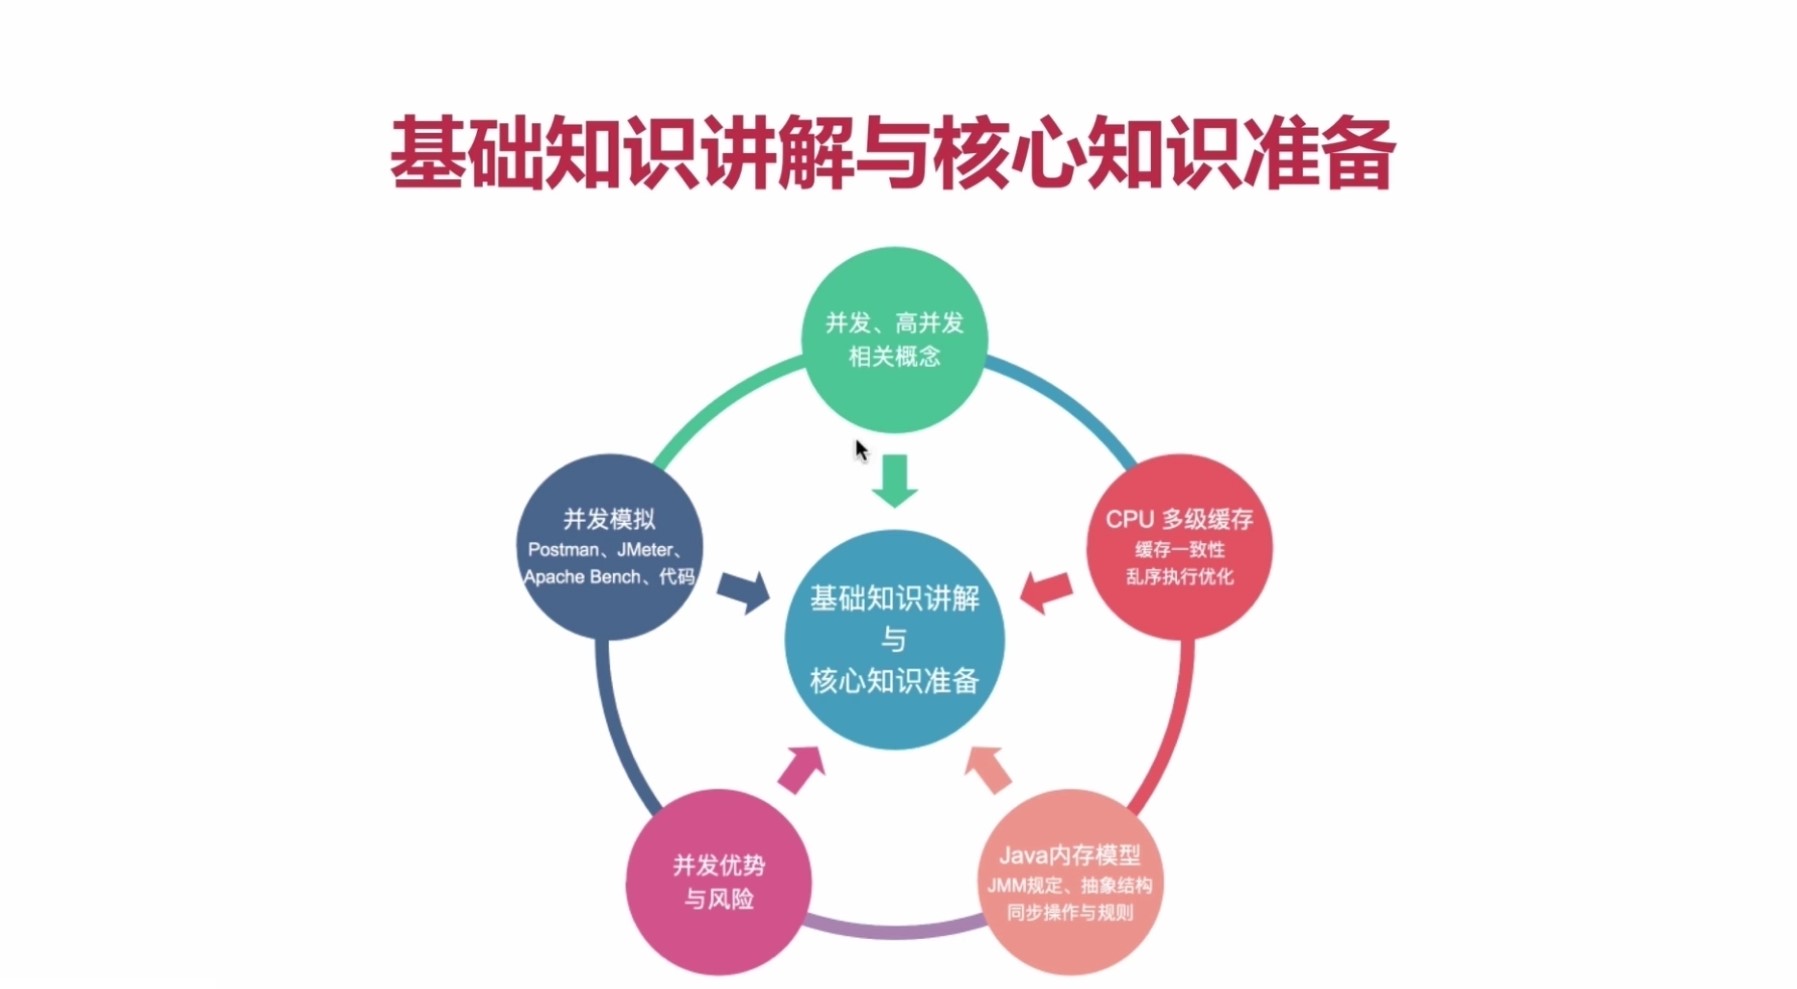 基础知识讲解与核心知识准备
并发、高并发
相关概念
CPU 多级缓存
缓存一致性
乱序执行优化
Java内存模型
JMM规定、抽象结构
同步操作与规则
并发优势
与风险
并发模拟
Postman、JMeter、
Apache Bench、代码
基础知识讲解
与
核心知识准备